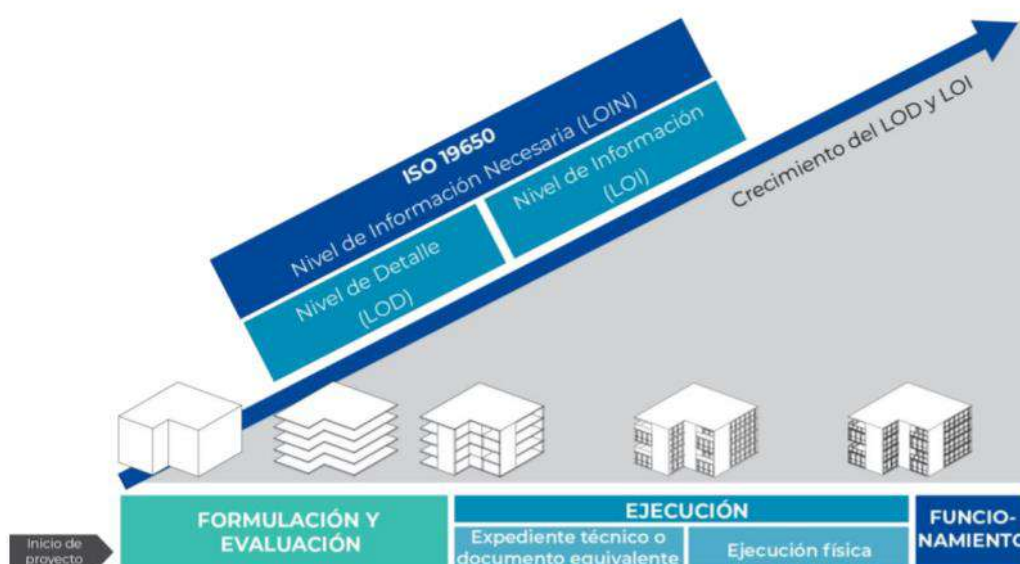 ISO 19650
Nivel de Información Necesaria (LOIN)
Nivel de Detalle
(LOD)
Nivel de Información
(LOI)
Crecimiento del LOD y LOI
Inicio de
proyecto
FORMULACIÓN Y
EVALUACIÓN
EJECUCIÓN
Expediente técnico o
documento equivalente
Ejecución física
FUNCIO-
NAMIENTO